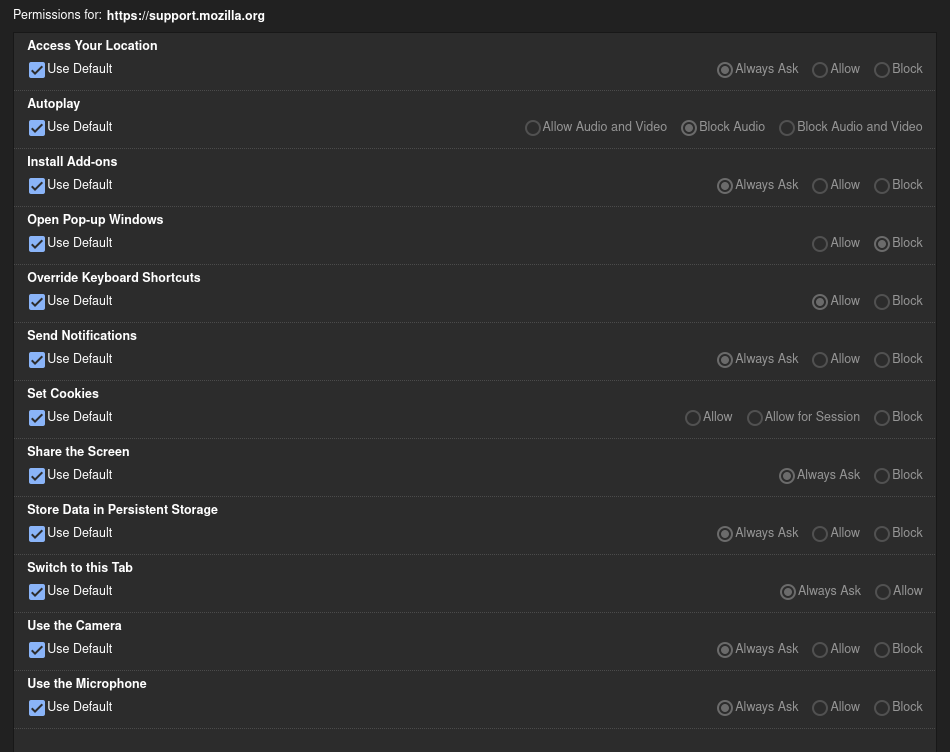 Permissions for: https://support.mozilla.org
Access Your Location
Use Default Always Ask Allow Block
Autoplay
Use Default Allow Audio and Video Block Audio Block Audio and Video
Install Add-ons
Use Default Always Ask Allow Block
Open Pop-up Windows
Use Default Allow Block
Override Keyboard Shortcuts
Use Default Allow Block
Send Notifications
Use Default Always Ask Allow Block
Set Cookies
Use Default Allow Allow for Session Block
Share the Screen
Use Default Always Ask Block
Store Data in Persistent Storage
Use Default Always Ask Allow Block
Switch to this Tab
Use Default Always Ask Allow
Use the Camera
Use Default Always Ask Allow Block
Use the Microphone
Use Default Always Ask Allow Block